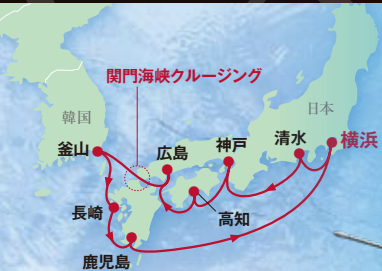 関門海峡クルージング
韓国
日本
釜山
広島
神戸
清水
横浜
長崎
高知
鹿児島